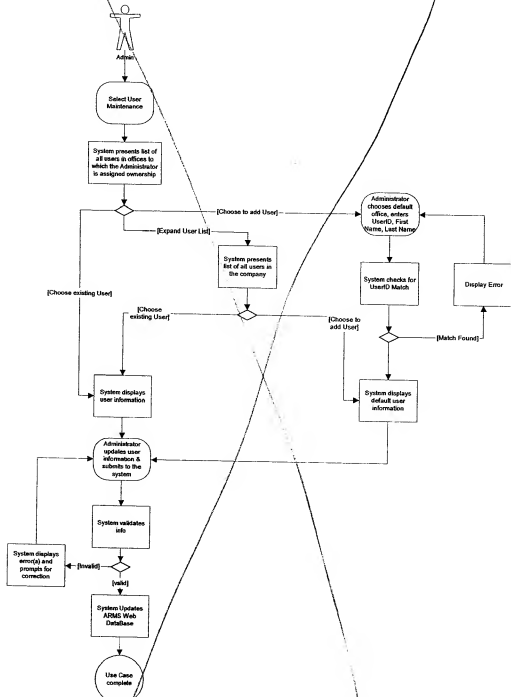 Admin
Select User
Maintenance
System presents list of
all users in offices to
which the Administrator
is assigned ownership
[Choose to add User]
Administrator
chooses default
office, enters
UserID, First
Name, Last Name
[Expand User List]
System presents
list of all users in
the company
System checks for
UserID Match
Display Error
[Choose existing User]
[Choose
existing User]
[Choose to
add User]
[Match Found]
System displays
user information
System displays
default user
information
Administrator
updates user
information &
submits to the
system
System validates
info
System displays
error(s) and
prompts for
correction
[Invalid]
[valid]
System Updates
ARMS Web
DataBase
Use Case
complete